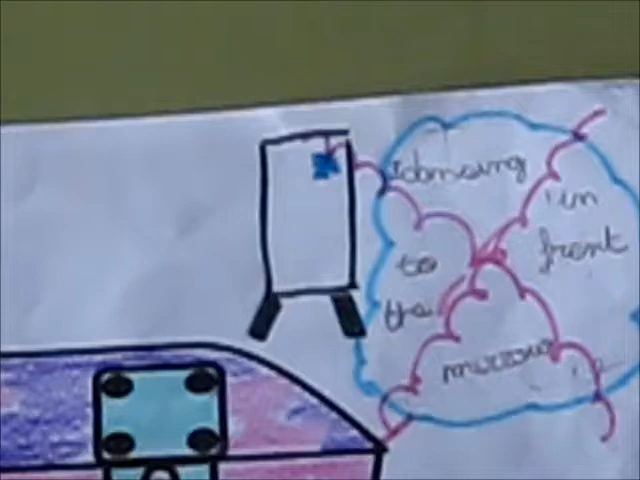 dancing in
to front
the
mirror